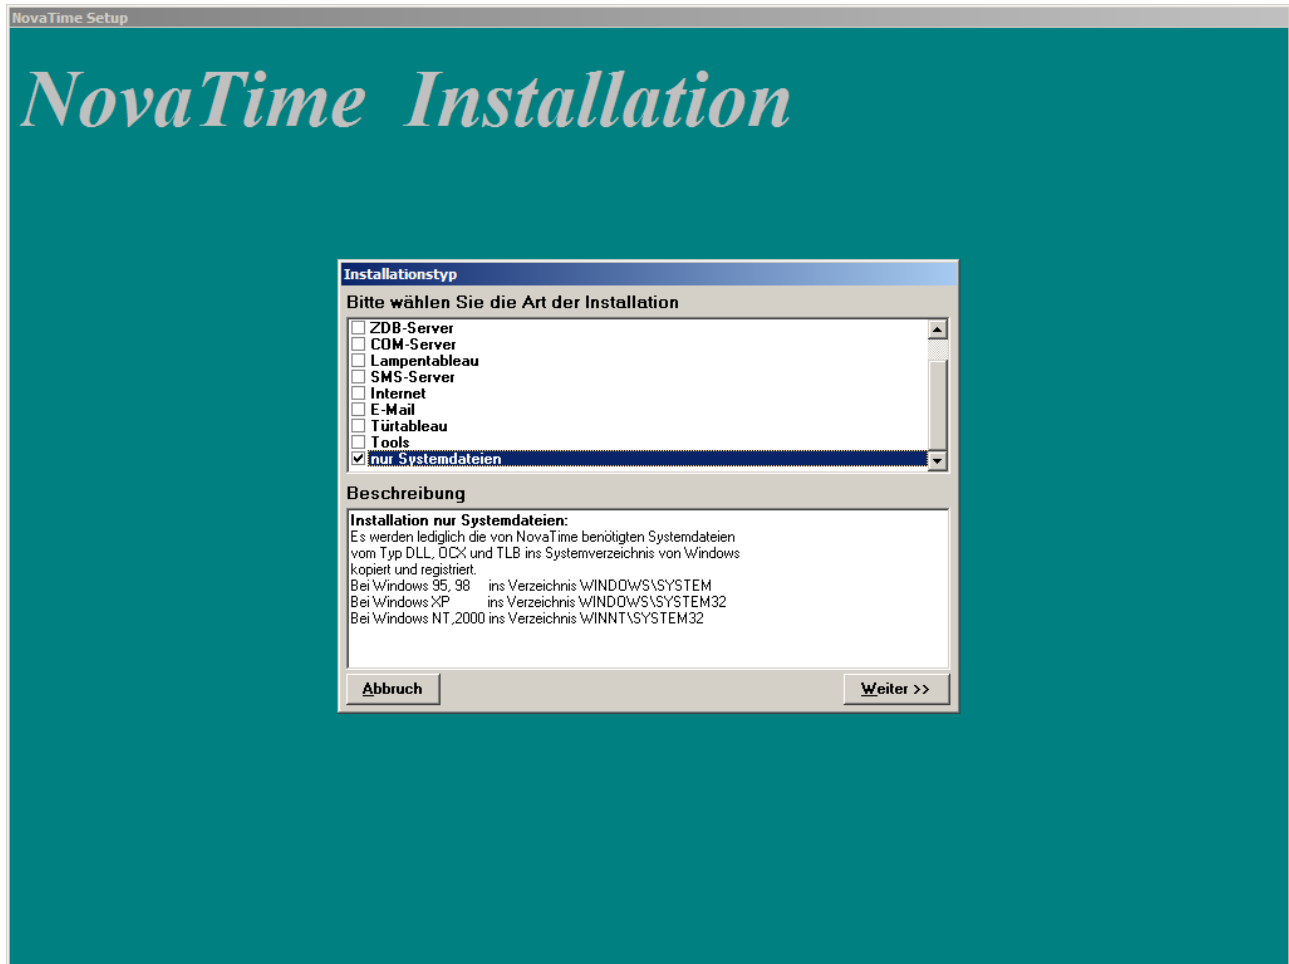 NovaTime Setup
NovaTime Installation
Installationstyp
Bitte wählen Sie die Art der Installation
ZDB-Server
COM-Server
Lampentableau
SMS-Server
Internet
E-Mail
Türtableau
Tools
nur Systemdateien
Beschreibung
Installation nur Systemdateien:
Es werden lediglich die von NovaTime benötigten Systemdateien
vom Typ DLL, OCX und TLB ins Systemverzeichnis von Windows
kopiert und registriert.
Bei Windows 95, 98 ins Verzeichnis WINDOWS\SYSTEM
Bei Windows XP ins Verzeichnis WINDOWS\SYSTEM32
Bei Windows NT,2000 ins Verzeichnis WINNT\SYSTEM32
Abbruch
Weiter >>